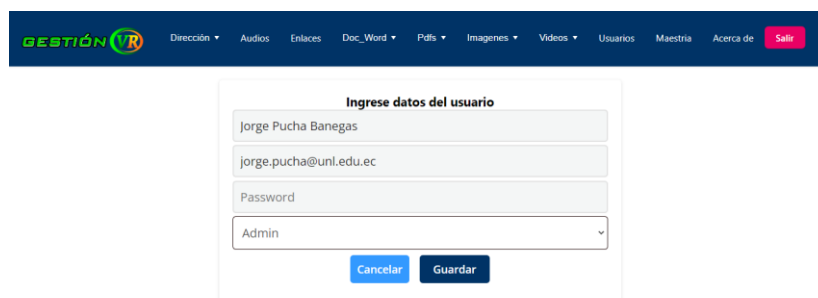 GESTIÓN VR Dirección ▾ Audios Enlaces Doc_Word ▾ Pdfs ▾ Imagenes ▾ Videos ▾ Usuarios Maestria Acerca de Salir
Ingrese datos del usuario
Jorge Pucha Banegas
jorge.pucha@unl.edu.ec
Password
Admin
Cancelar Guardar